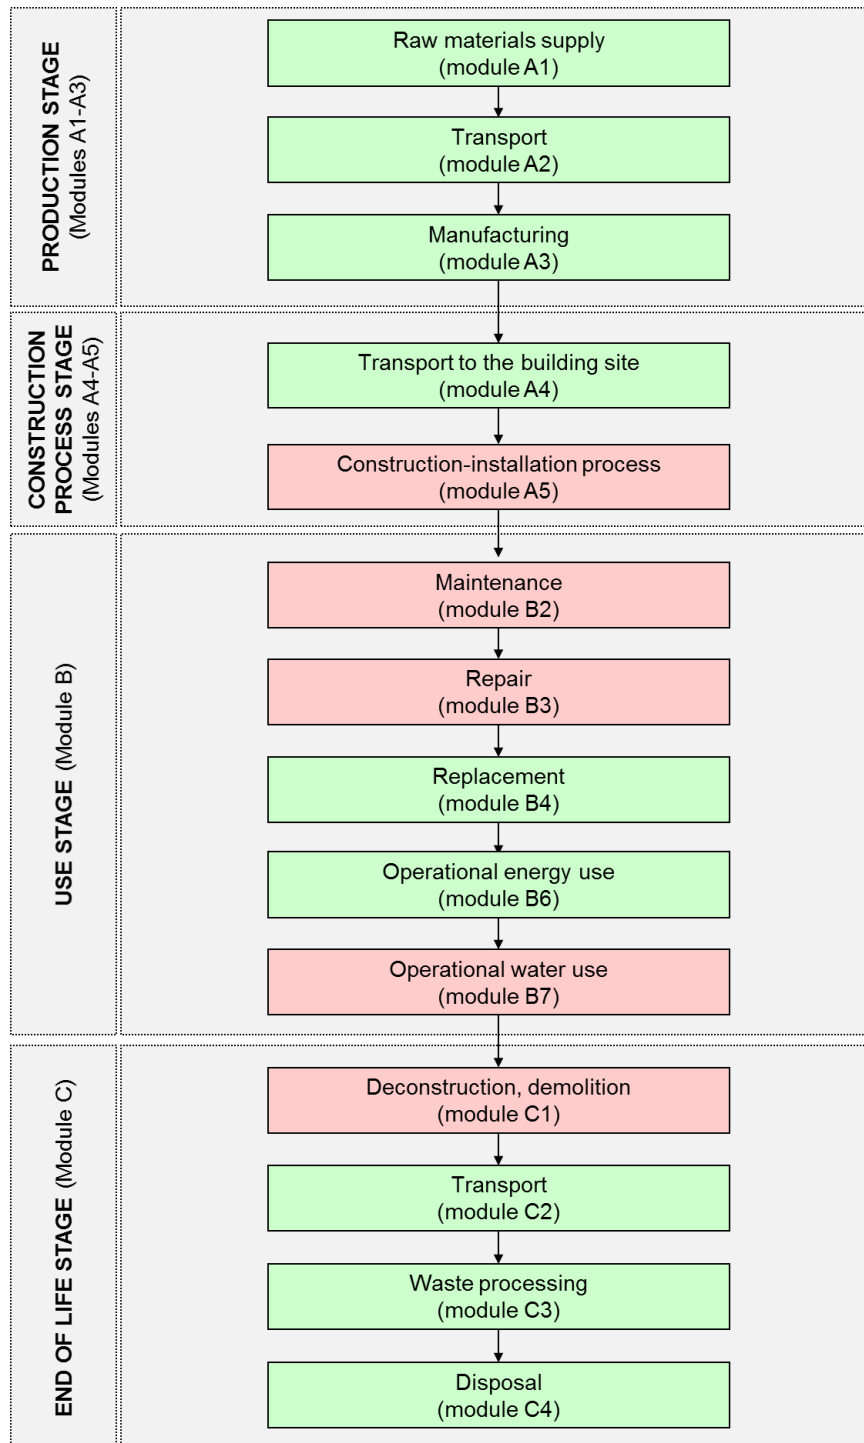 PRODUCTION STAGE
(Modules A1-A3)
Raw materials supply
(module A1)
Transport
(module A2)
Manufacturing
(module A3)
CONSTRUCTION
PROCESS STAGE
(Modules A4-A5)
Transport to the building site
(module A4)
Construction-installation process
(module A5)
USE STAGE (Module B)
Maintenance
(module B2)
Repair
(module B3)
Replacement
(module B4)
Operational energy use
(module B6)
Operational water use
(module B7)
END OF LIFE STAGE (Module C)
Deconstruction, demolition
(module C1)
Transport
(module C2)
Waste processing
(module C3)
Disposal
(module C4)